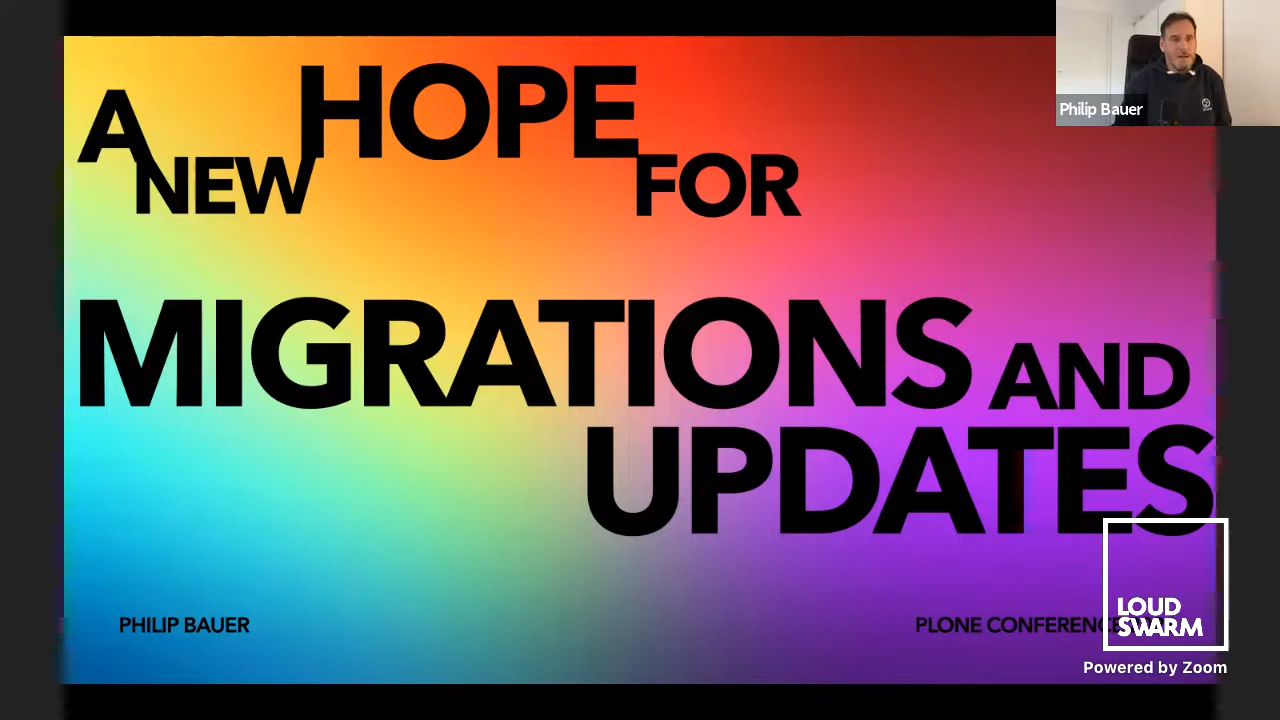 A NEW HOPE FOR
MIGRATIONS AND
UPDATES
PHILIP BAUER
PLONE CONFERENCE
Philip Bauer
LOUD
SWARM
Powered by Zoom